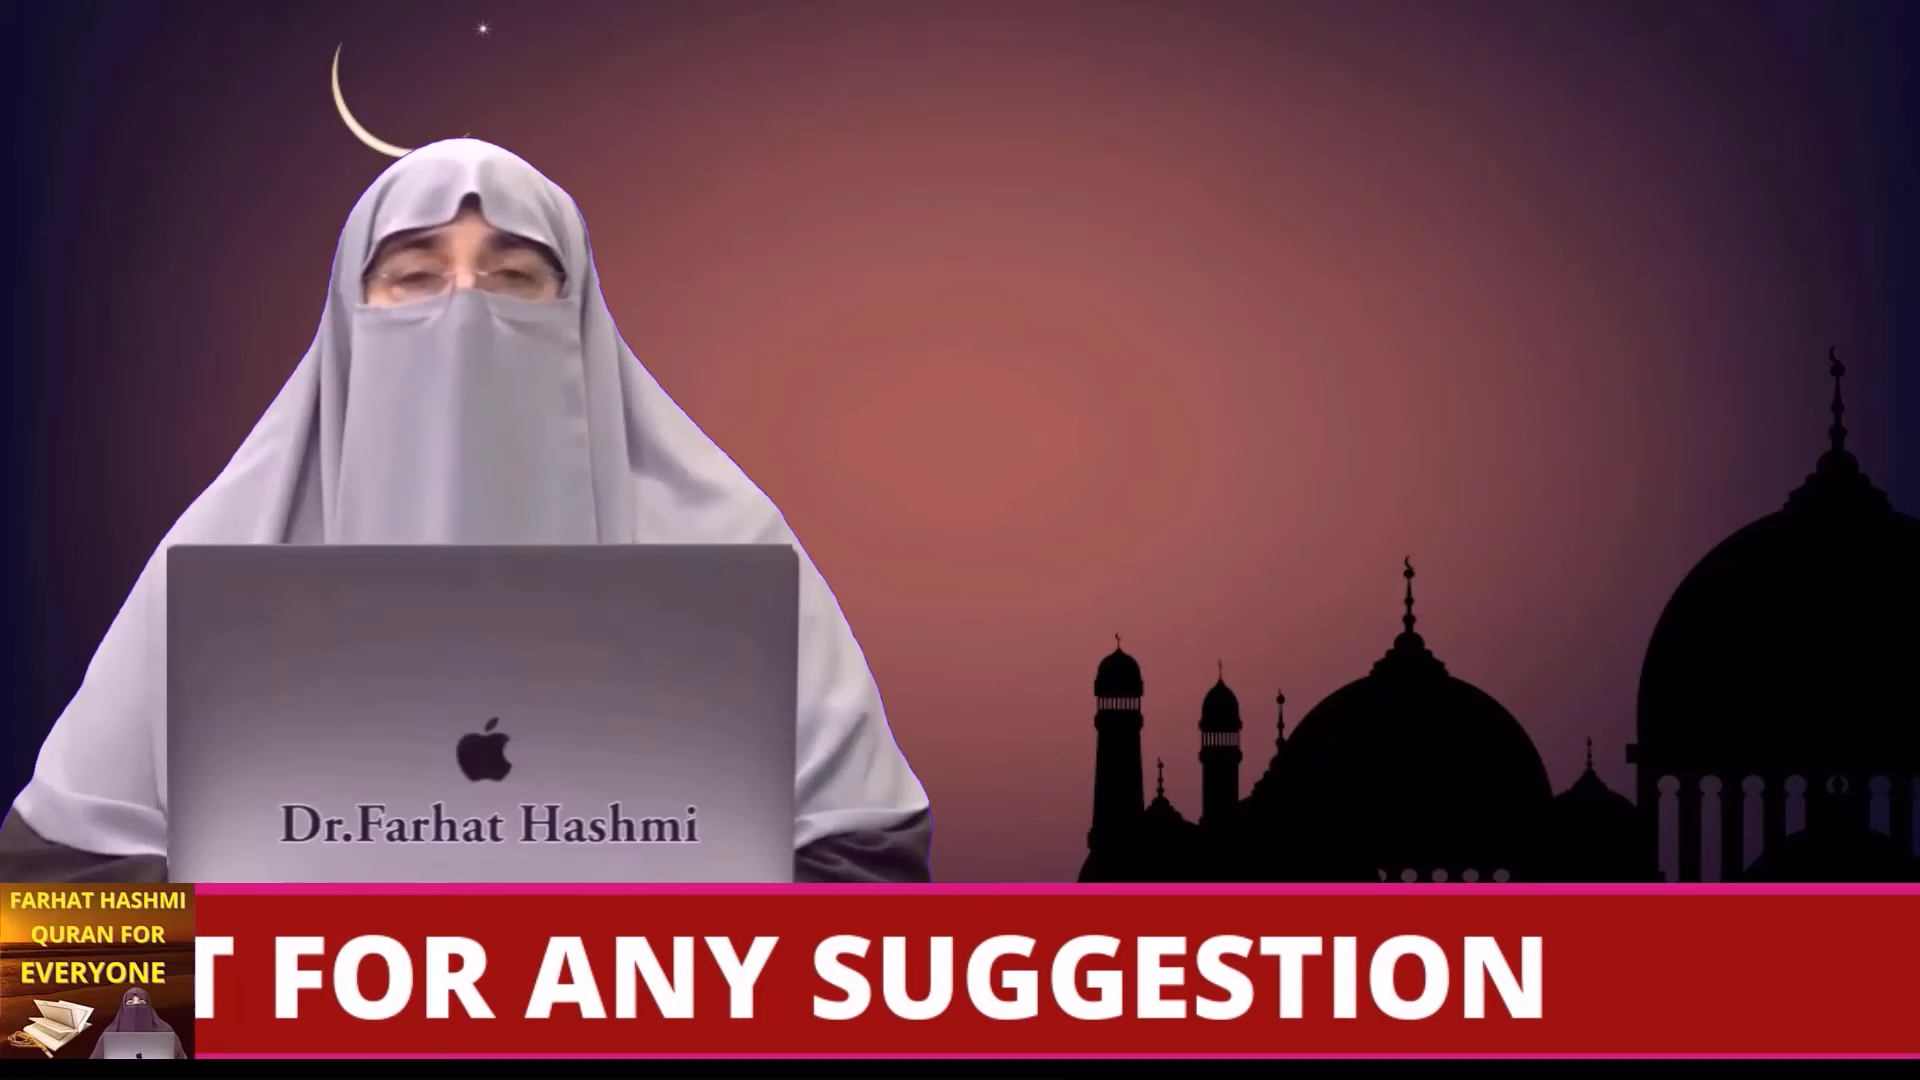 Dr.Farhat Hashmi
FARHAT HASHMI
QURAN FOR
EVERYONE
T FOR ANY SUGGESTION